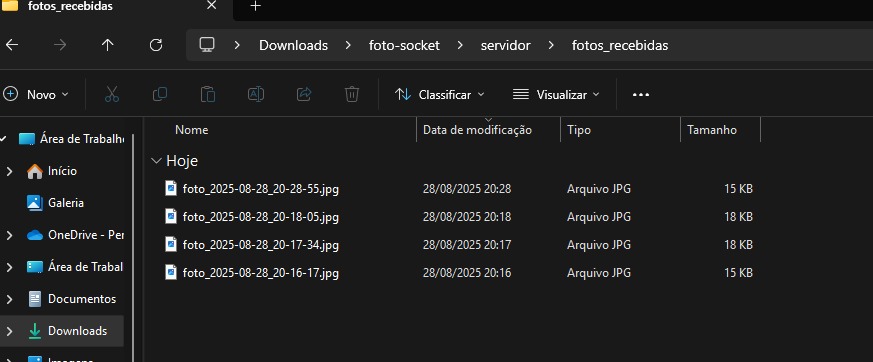 fotos_recebidas
Downloads > foto-socket > servidor > fotos_recebidas
Novo Classificar Visualizar
Nome Data de modificação Tipo Tamanho
Área de Trabalho
Hoje
Início
foto_2025-08-28_20-28-55.jpg 28/08/2025 20:28 Arquivo JPG 15 KB
Galeria
foto_2025-08-28_20-18-05.jpg 28/08/2025 20:18 Arquivo JPG 18 KB
OneDrive - Per
foto_2025-08-28_20-17-34.jpg 28/08/2025 20:17 Arquivo JPG 18 KB
Área de Trabal
foto_2025-08-28_20-16-17.jpg 28/08/2025 20:16 Arquivo JPG 15 KB
Documentos
Downloads